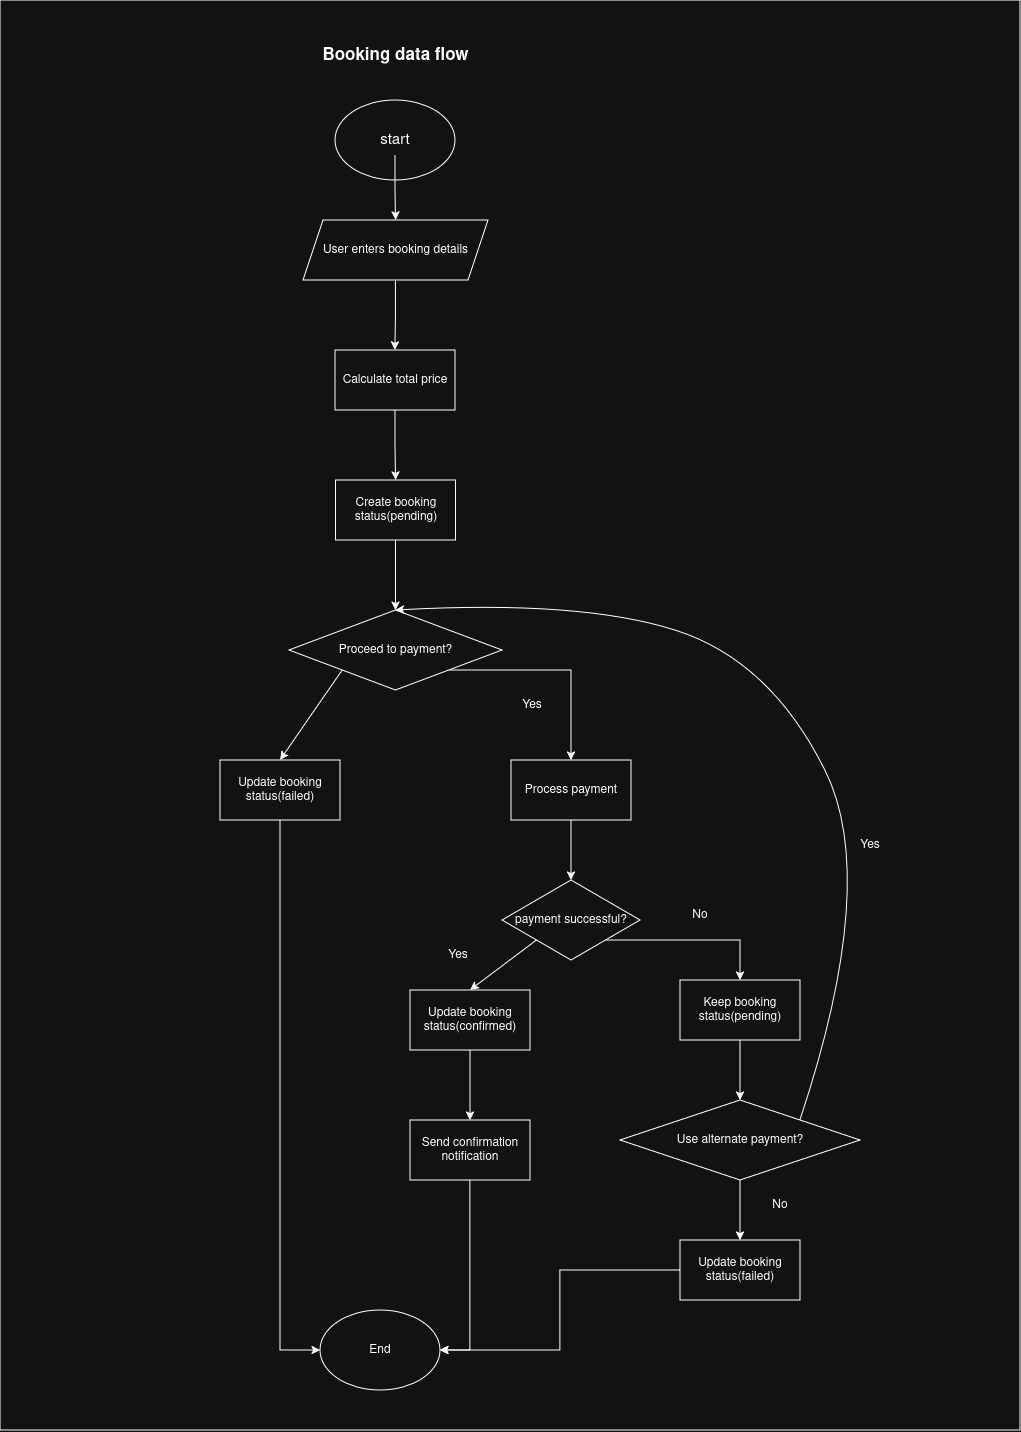 Booking data flow
start
User enters booking details
Calculate total price
Create booking
status(pending)
Proceed to payment?
Yes
Update booking
status(failed)
Process payment
Yes
payment successful?
No
Yes
Update booking
status(confirmed)
Keep booking
status(pending)
Send confirmation
notification
Use alternate payment?
No
Update booking
status(failed)
End